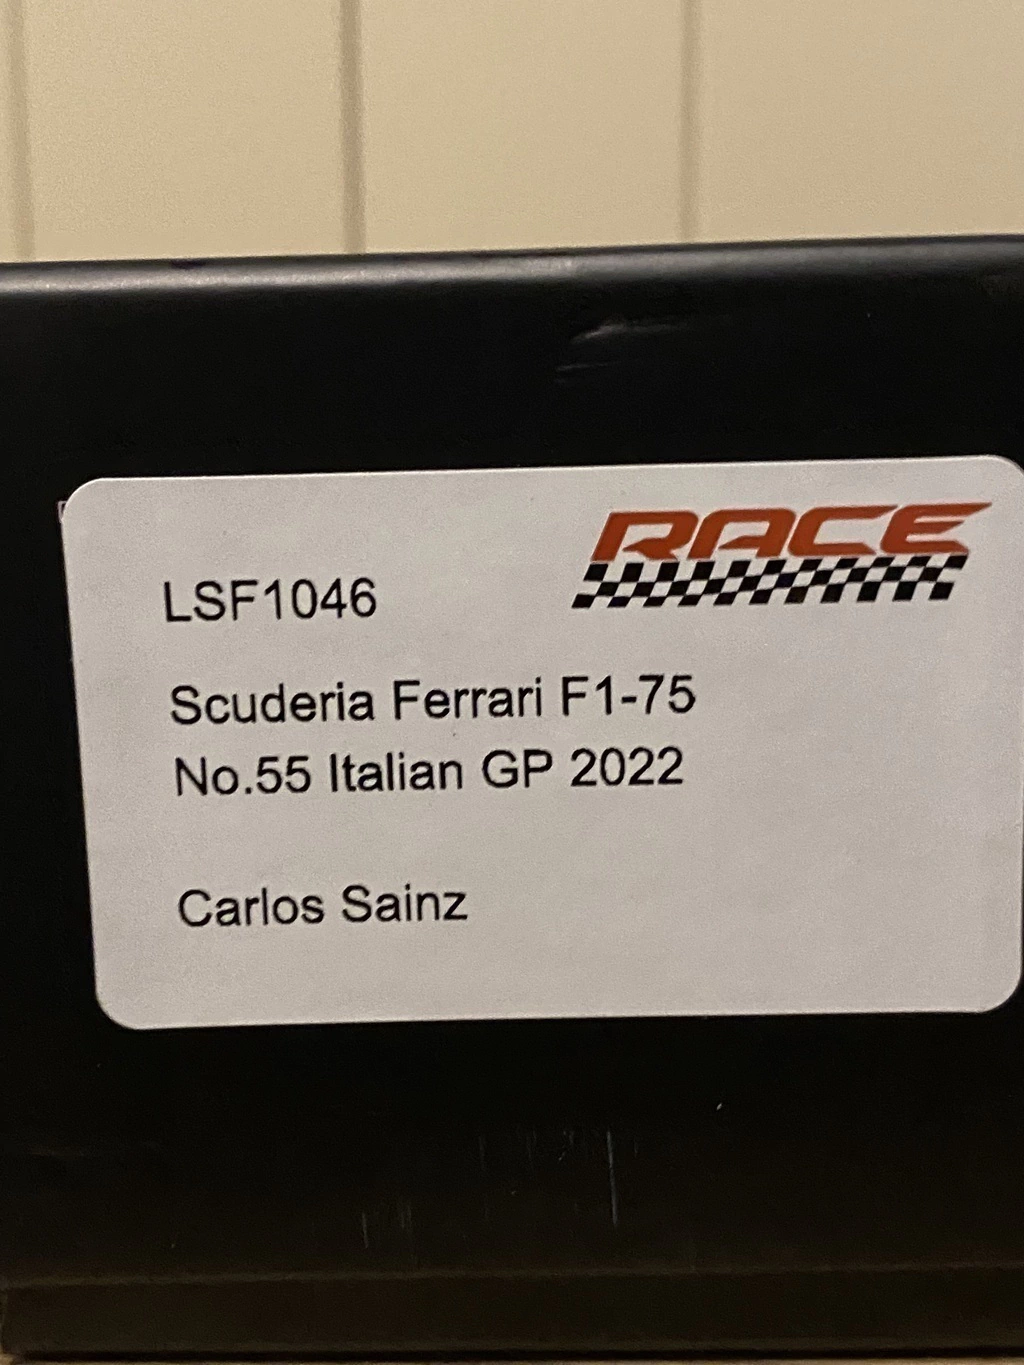 RACE
LSF1046
Scuderia Ferrari F1-75
No.55 Italian GP 2022
Carlos Sainz